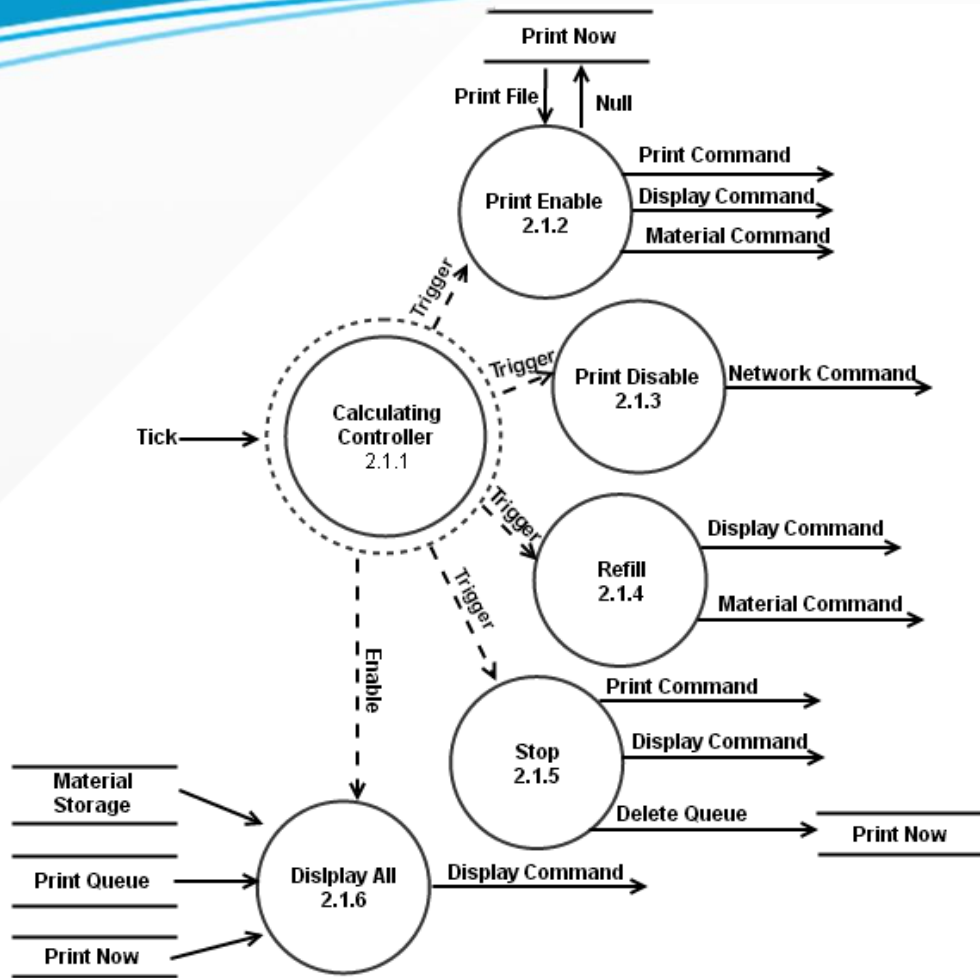 Print Now
Print File
Null
Print Enable
2.1.2
Print Command
Display Command
Material Command
Trigger
Trigger
Print Disable
2.1.3
Network Command
Calculating
Controller
2.1.1
Tick
Trigger
Refill
2.1.4
Display Command
Material Command
Trigger
Enable
Stop
2.1.5
Print Command
Display Command
Delete Queue
Print Now
Material
Storage
Print Queue
Print Now
Dislplay All
2.1.6
Display Command